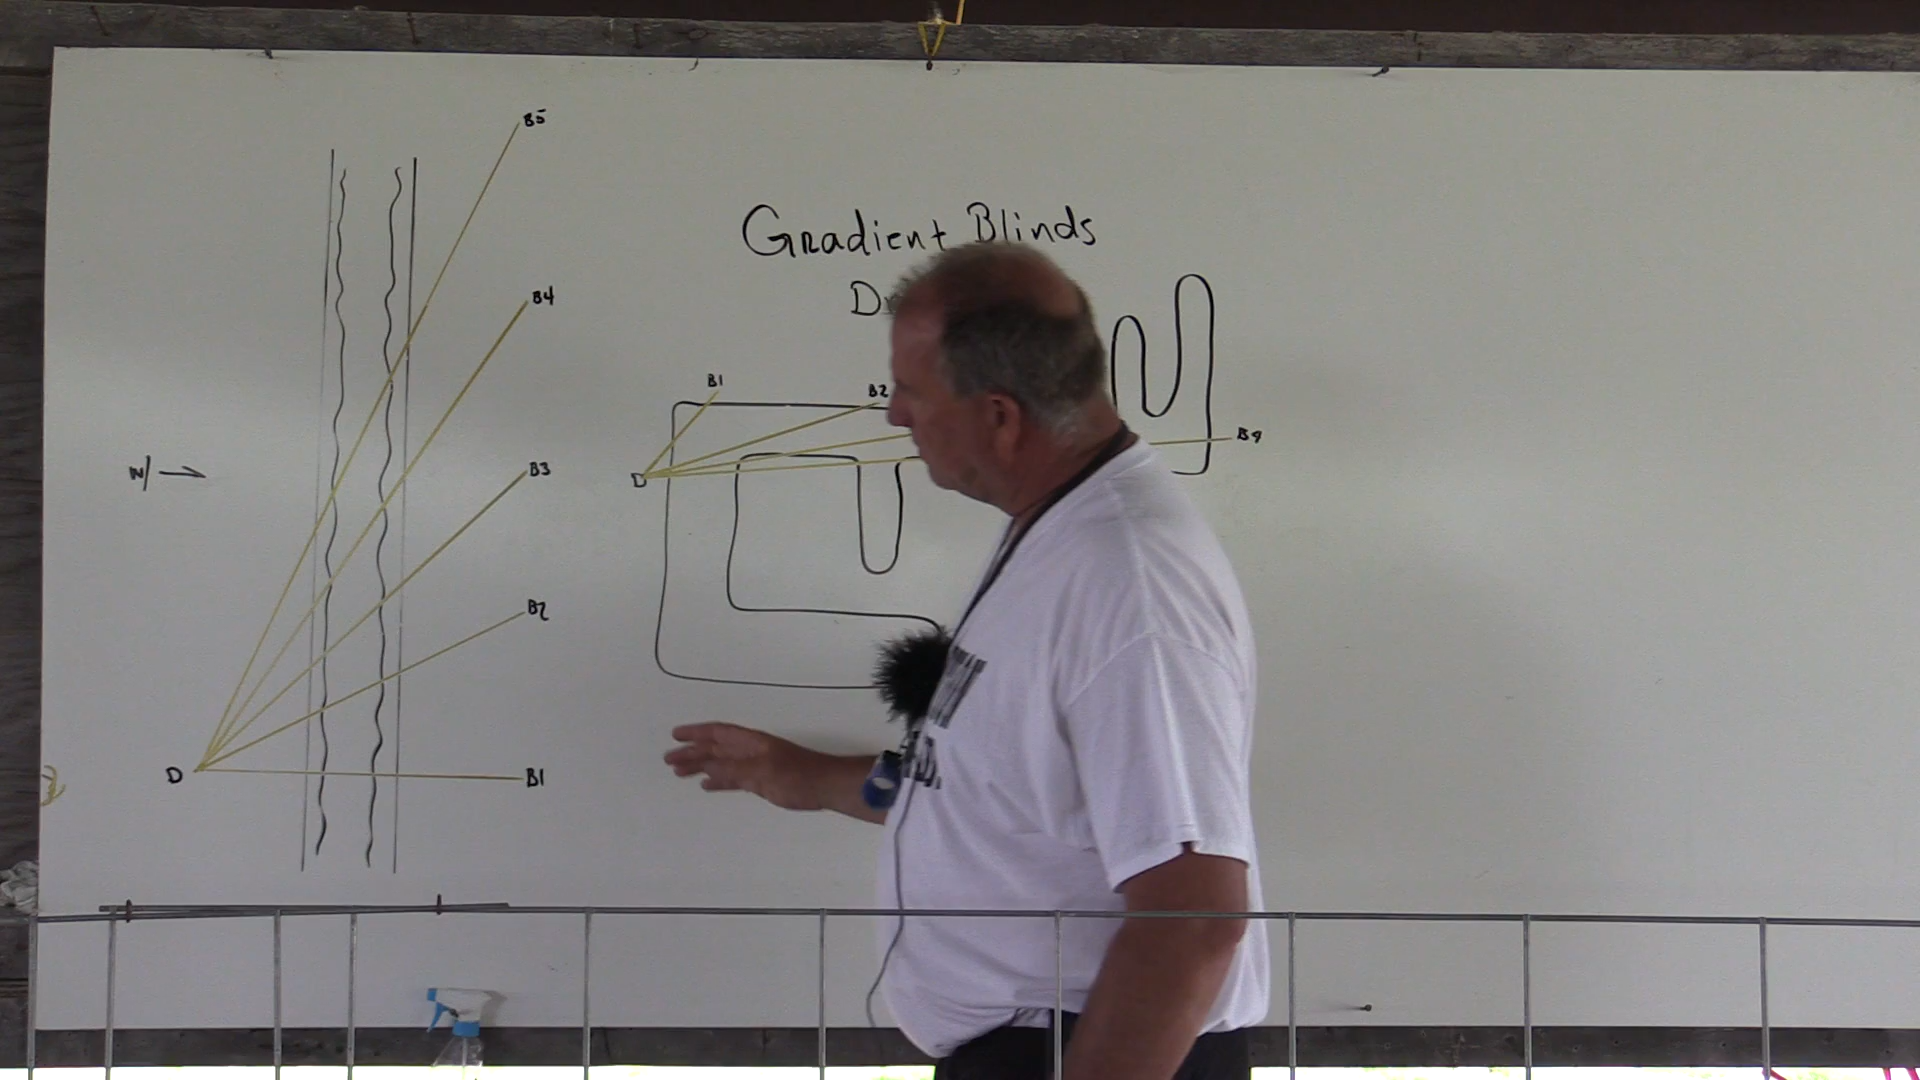 Gradient Blinds
B5
B4
B3
B2
B1
W/ →
D
B1
B2
D
B9